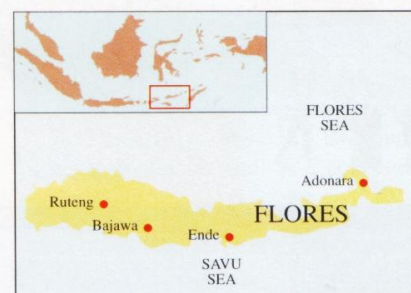 FLORES
SEA
Adonara
Ruteng
FLORES
Bajawa
Ende
SAVU
SEA